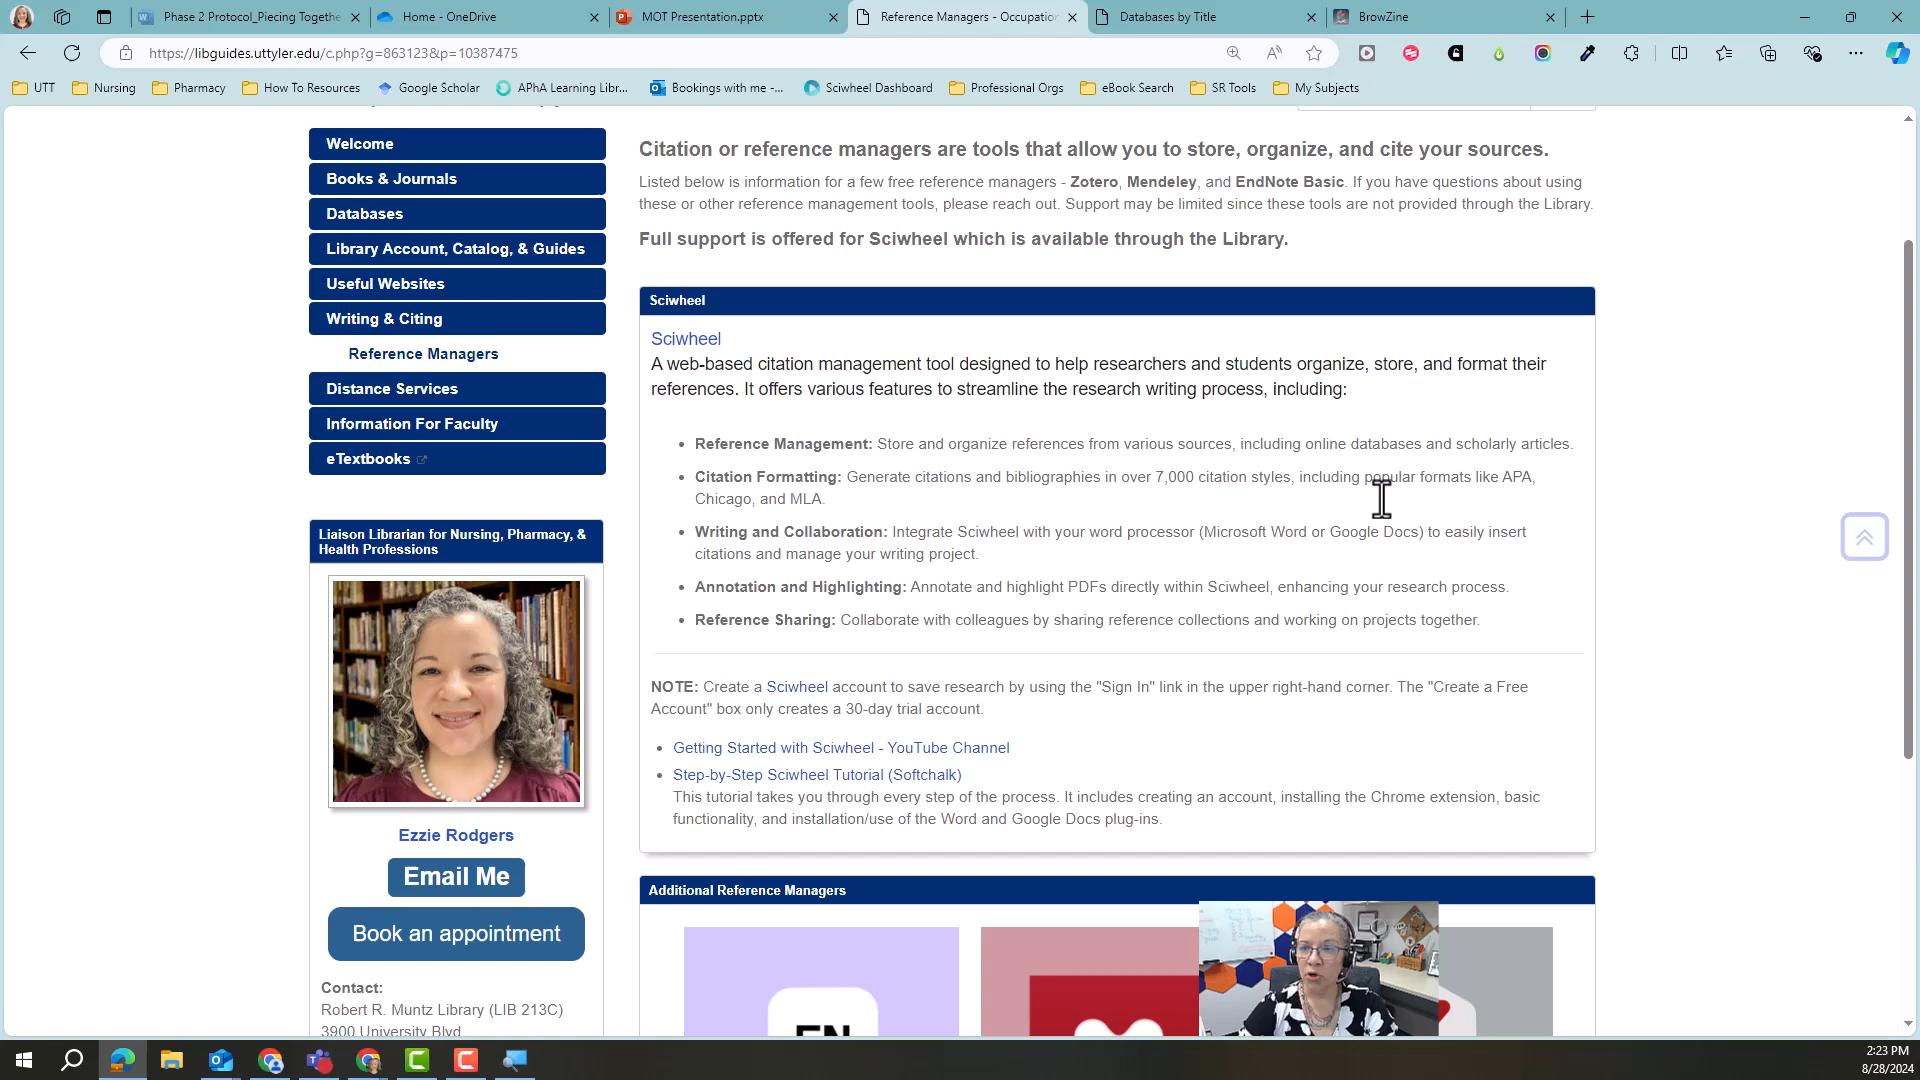 Phase 2 Protocol_Piecing Togethe
Home - OneDrive
MOT Presentation.pptx
Reference Managers - Occupation
Databases by Title
BrowZine
https://libguides.uttyler.edu/c.php?g=863123&p=10387475
UTT
Nursing
Pharmacy
How To Resources
Google Scholar
APhA Learning Libr...
Bookings with me -...
Sciwheel Dashboard
Professional Orgs
eBook Search
SR Tools
My Subjects
Welcome
Books & Journals
Databases
Library Account, Catalog, & Guides
Useful Websites
Writing & Citing
Reference Managers
Distance Services
Information For Faculty
eTextbooks
Liaison Librarian for Nursing, Pharmacy, &
Health Professions
Ezzie Rodgers
Email Me
Book an appointment
Contact:
Robert R. Muntz Library (LIB 213C)
3900 University Blvd
Citation or reference managers are tools that allow you to store, organize, and cite your sources.
Listed below is information for a few free reference managers - Zotero, Mendeley, and EndNote Basic. If you have questions about using
these or other reference management tools, please reach out. Support may be limited since these tools are not provided through the Library.
Full support is offered for Sciwheel which is available through the Library.
Sciwheel
Sciwheel
A web-based citation management tool designed to help researchers and students organize, store, and format their
references. It offers various features to streamline the research writing process, including:
• Reference Management: Store and organize references from various sources, including online databases and scholarly articles.
• Citation Formatting: Generate citations and bibliographies in over 7,000 citation styles, including popular formats like APA,
Chicago, and MLA.
• Writing and Collaboration: Integrate Sciwheel with your word processor (Microsoft Word or Google Docs) to easily insert
citations and manage your writing project.
• Annotation and Highlighting: Annotate and highlight PDFs directly within Sciwheel, enhancing your research process.
• Reference Sharing: Collaborate with colleagues by sharing reference collections and working on projects together.
NOTE: Create a Sciwheel account to save research by using the "Sign In" link in the upper right-hand corner. The "Create a Free
Account" box only creates a 30-day trial account.
• Getting Started with Sciwheel - YouTube Channel
• Step-by-Step Sciwheel Tutorial (Softchalk)
This tutorial takes you through every step of the process. It includes creating an account, installing the Chrome extension, basic
functionality, and installation/use of the Word and Google Docs plug-ins.
Additional Reference Managers
EN
2:23 PM
8/28/2024